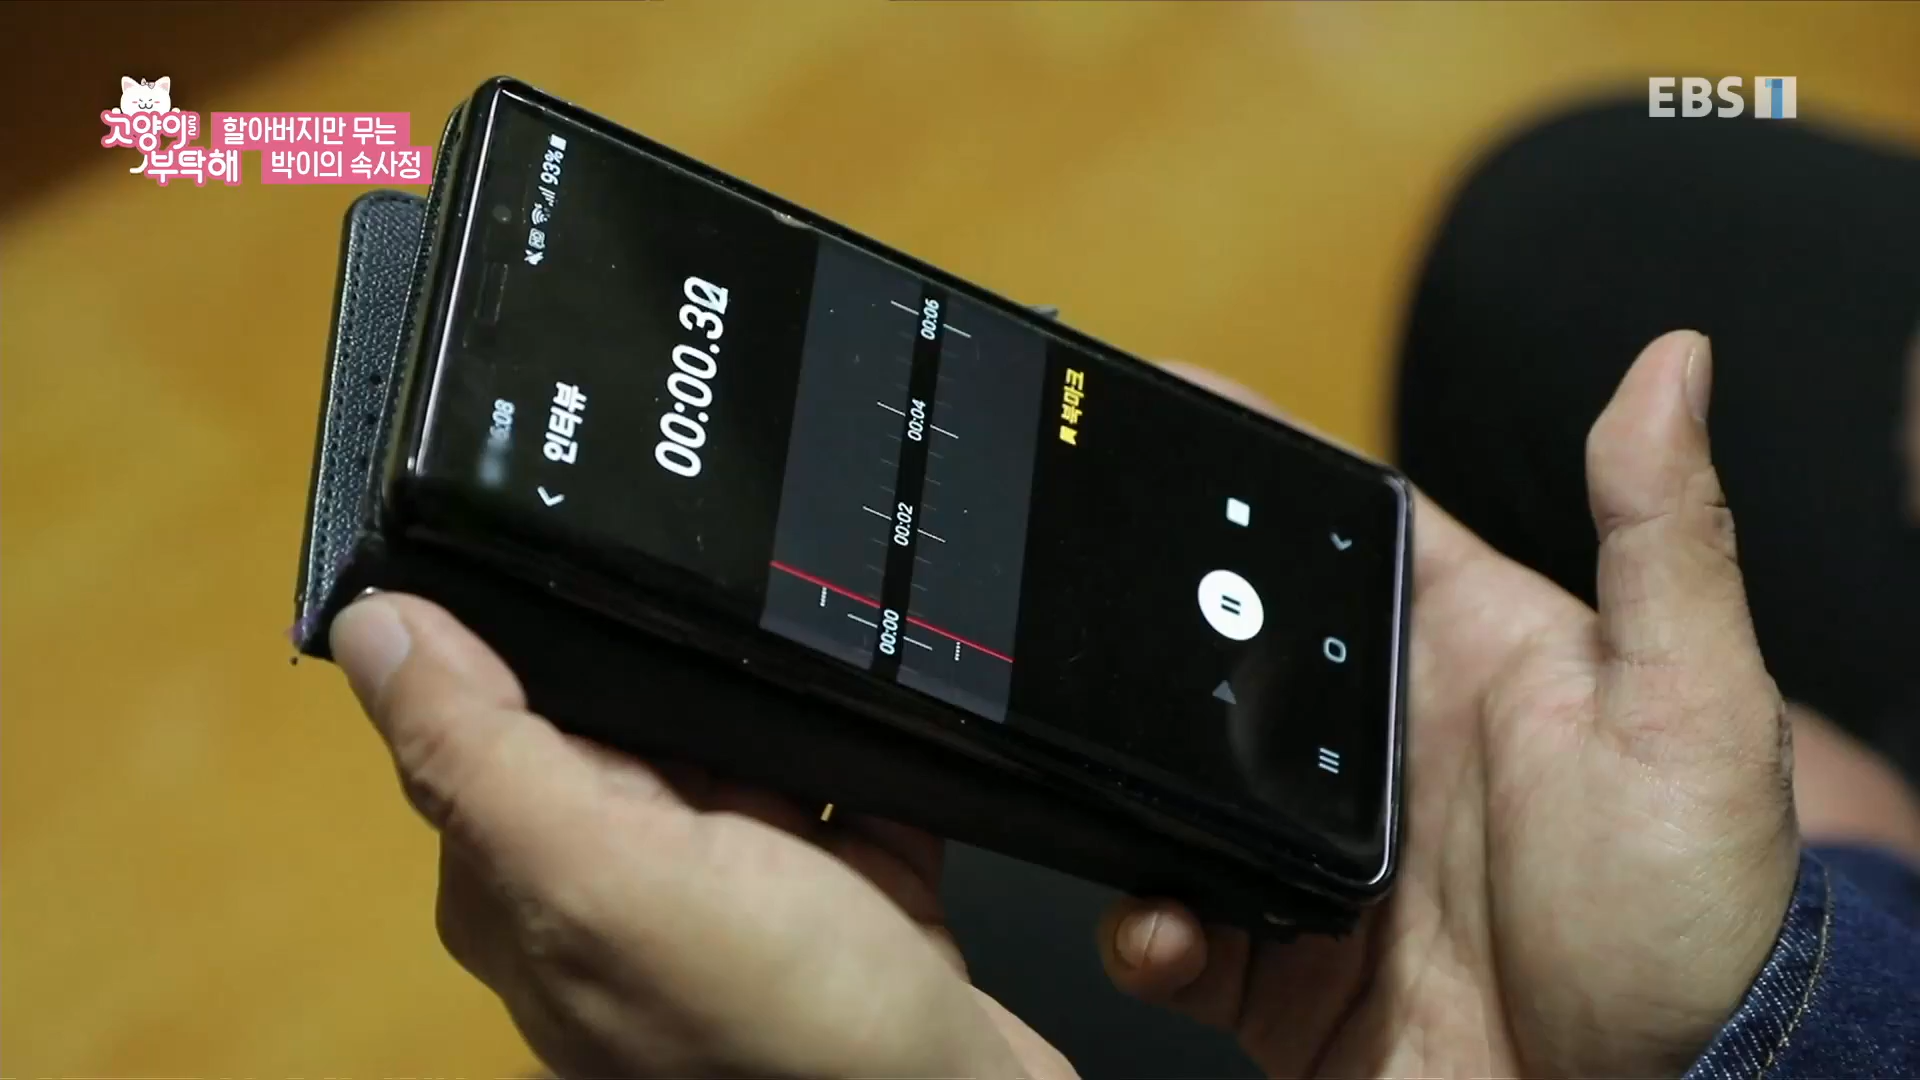 고양이를 부탁해
할아버지만 무는
박이의 속사정
EBS 1
93%
인터뷰
00:00.3
00:00
00:02
00:04
00:06
북마크